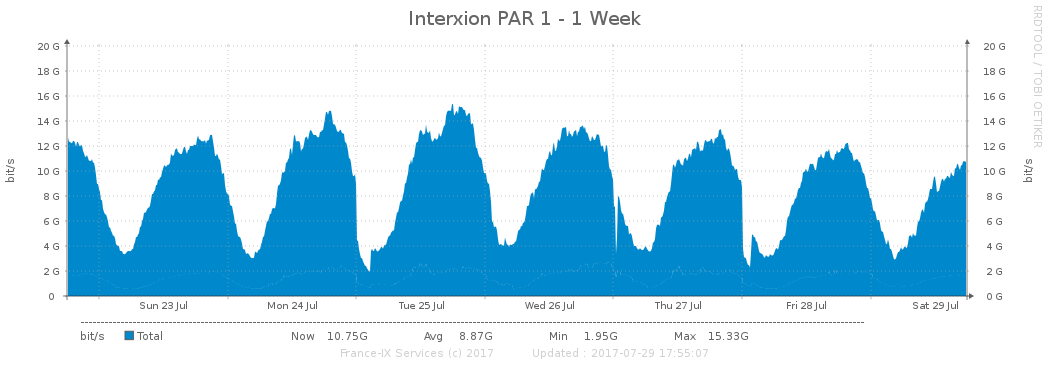 Interxion PAR 1 - 1 Week
RRDTOOL / TOBI OETIKER
bit/s
bit/s
20 G 20 G
18 G 18 G
16 G 16 G
14 G 14 G
12 G 12 G
10 G 10 G
8 G 8 G
6 G 6 G
4 G 4 G
2 G 2 G
0 0 G
Sun 23 Jul Mon 24 Jul Tue 25 Jul Wed 26 Jul Thu 27 Jul Fri 28 Jul Sat 29 Jul
bit/s Total Now 10.75G Avg 8.87G Min 1.95G Max 15.33G
France-IX Services (c) 2017 Updated : 2017-07-29 17:55:07